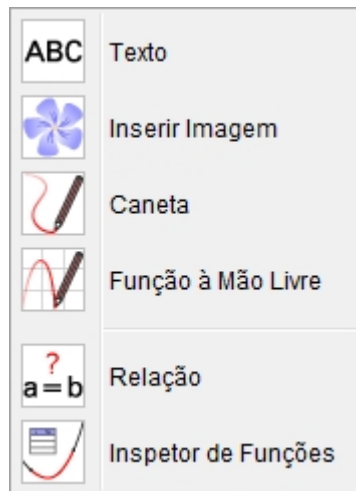 ABC Texto
Inserir Imagem
Caneta
Função à Mão Livre
? a=b Relação
Inspetor de Funções